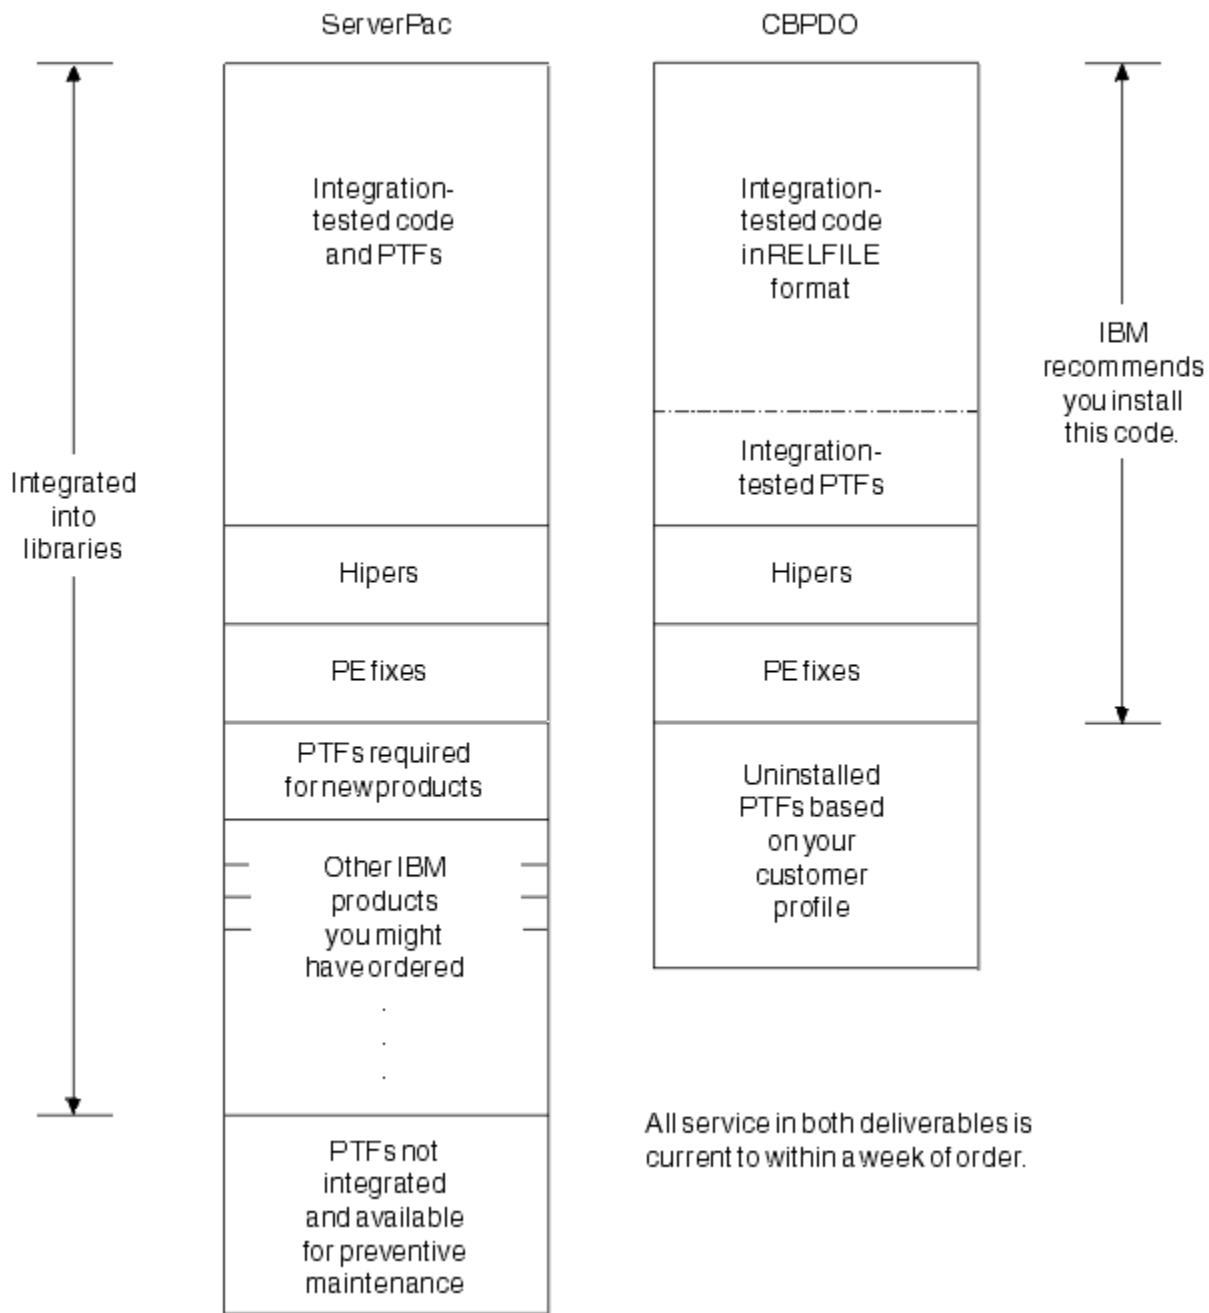 ServerPac
CBPDO
Integrated
into
libraries
Integration-
tested code
and PTFs
Hipers
PE fixes
PTFs required
for new products
Other IBM
products
you might
have ordered
.
.
.
PTFs not
integrated
and available
for preventive
maintenance
Integration-
tested code
in RELFILE
format
Integration-
tested PTFs
Hipers
PE fixes
Uninstalled
PTFs based
on your
customer
profile
IBM
recommends
you install
this code.
All service in both deliverables is
current to within a week of order.